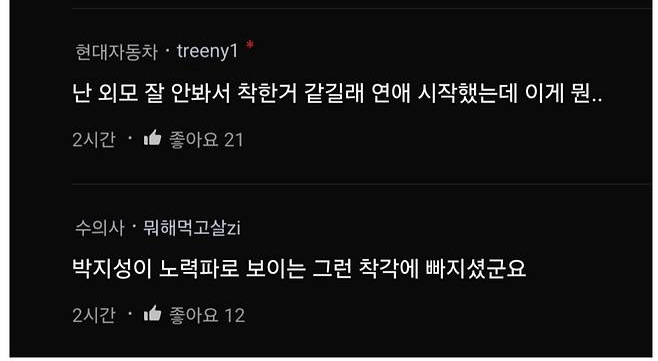 현대자동차 · treeny1 *
난 외모 잘 안봐서 착한거 같길래 연애 시작했는데 이게 뭔..
2시간 · 좋아요 21
수의사 · 뭐해먹고살zi
박지성이 노력파로 보이는 그런 착각에 빠지셨군요
2시간 · 좋아요 12